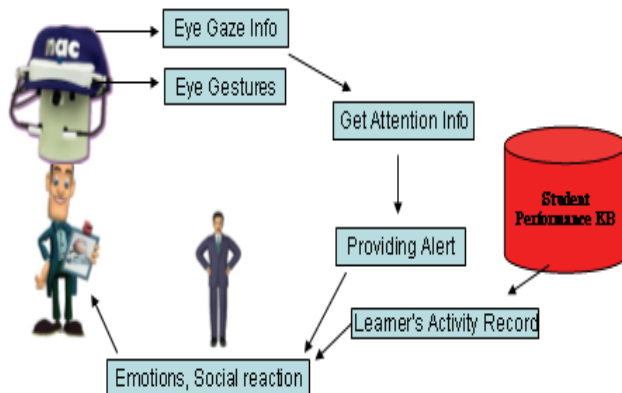 nac
Eye Gaze Info
Eye Gestures
Get Attention Info
Student
Performance KB
Providing Alert
Learner's Activity Record
Emotions, Social reaction